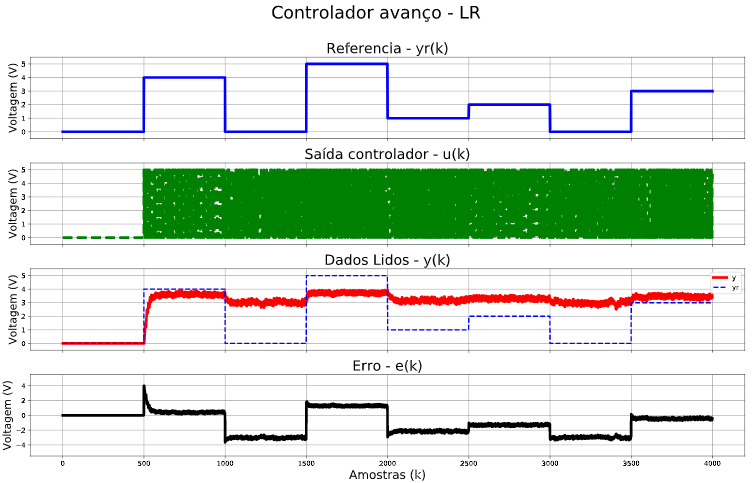 Controlador avanço - LR
Referencia - yr(k)
Voltagem (V)
5
4
3
2
1
0
Saída controlador - u(k)
Voltagem (V)
5
4
3
2
1
0
Dados Lidos - y(k)
Voltagem (V)
5
4
3
2
1
0
y
yr
Erro - e(k)
Voltagem (V)
4
2
0
−2
−4
0 500 1000 1500 2000 2500 3000 3500 4000
Amostras (k)